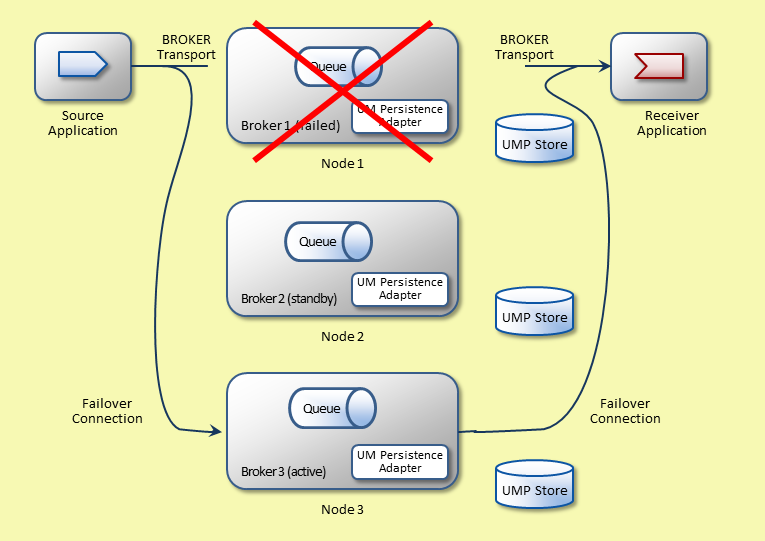 BROKER
Transport
Source
Application
Queue
UM Persistence
Adapter
Broker 1 (failed)
Node 1
BROKER
Transport
Receiver
Application
UMP Store
Queue
UM Persistence
Adapter
Broker 2 (standby)
Node 2
UMP Store
Failover
Connection
Queue
UM Persistence
Adapter
Broker 3 (active)
Node 3
Failover
Connection
UMP Store